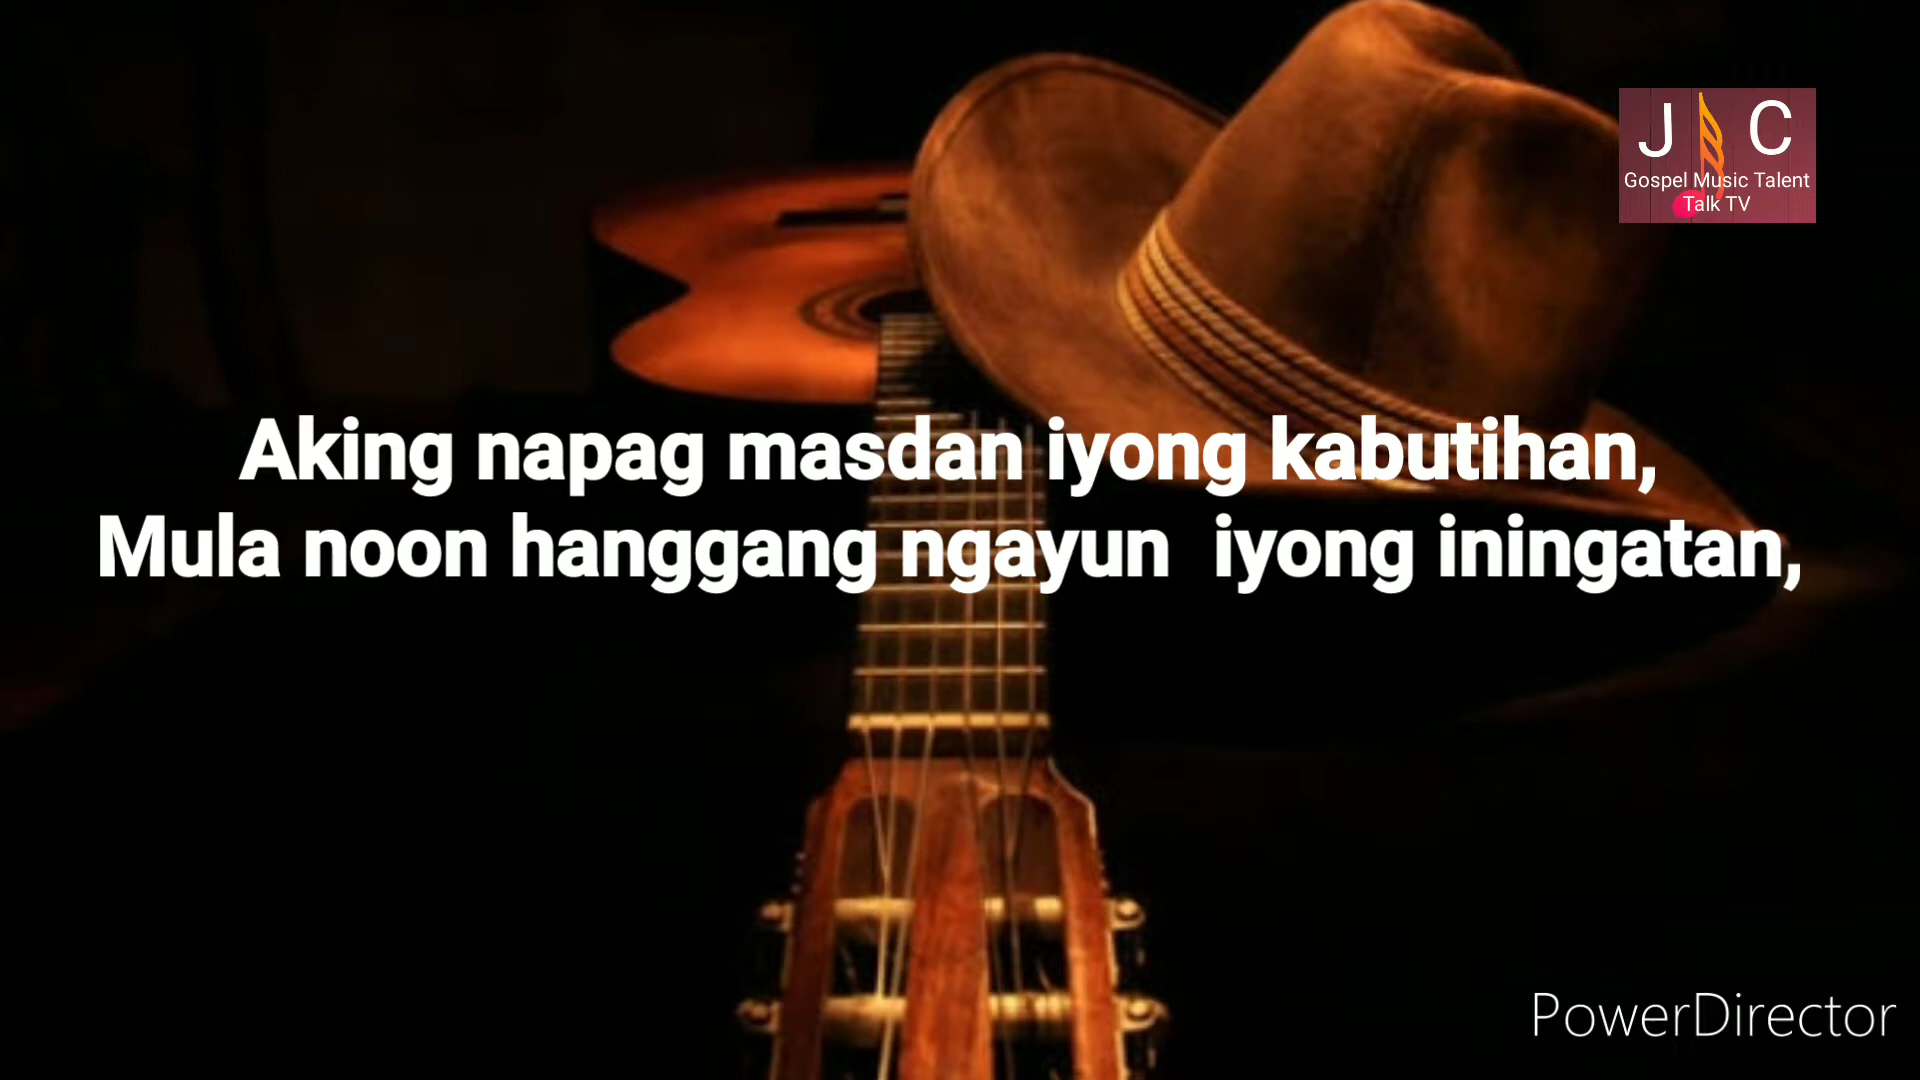 J C
Gospel Music Talent
Talk TV
Aking napag masdan iyong kabutihan,
Mula noon hanggang ngayun  iyong iningatan,
PowerDirector